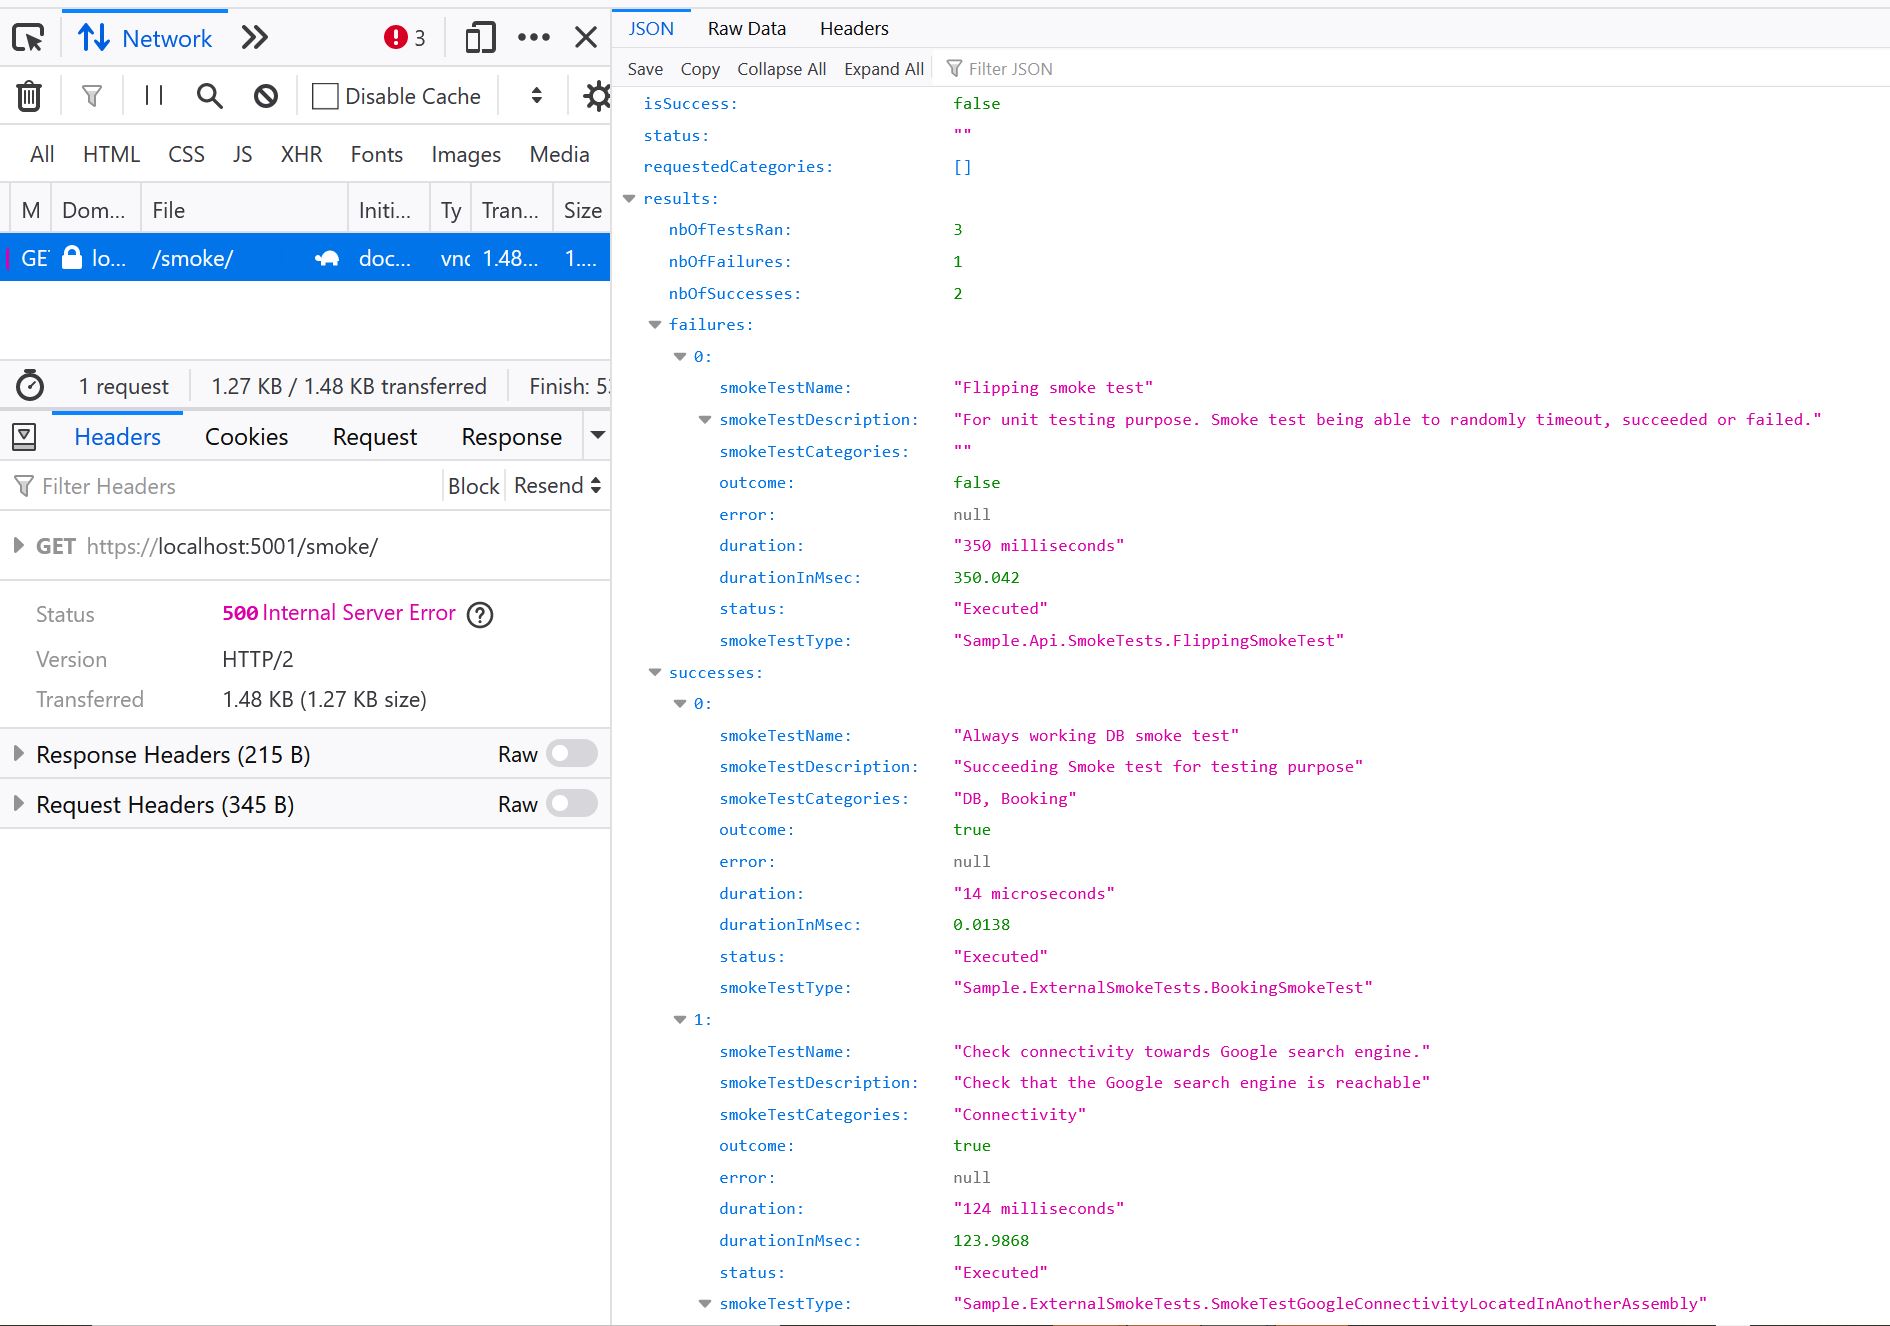 Network
3
Disable Cache
All HTML CSS JS XHR Fonts Images Media
M Dom... File Initi... Ty Tran... Size
GE lo... /smoke/ doc... vnd 1.48... 1....
1 request 1.27 KB / 1.48 KB transferred Finish: 53
Headers Cookies Request Response
Filter Headers Block Resend
GET https://localhost:5001/smoke/
Status 500 Internal Server Error ?
Version HTTP/2
Transferred 1.48 KB (1.27 KB size)
Response Headers (215 B) Raw
Request Headers (345 B) Raw
JSON Raw Data Headers
Save Copy Collapse All Expand All Filter JSON
isSuccess: false
status: ""
requestedCategories: []
results:
nbOfTestsRan: 3
nbOfFailures: 1
nbOfSuccesses: 2
failures:
0:
smokeTestName: "Flipping smoke test"
smokeTestDescription: "For unit testing purpose. Smoke test being able to randomly timeout, succeeded or failed."
smokeTestCategories: ""
outcome: false
error: null
duration: "350 milliseconds"
durationInMsec: 350.042
status: "Executed"
smokeTestType: "Sample.Api.SmokeTests.FlippingSmokeTest"
successes:
0:
smokeTestName: "Always working DB smoke test"
smokeTestDescription: "Succeeding Smoke test for testing purpose"
smokeTestCategories: "DB, Booking"
outcome: true
error: null
duration: "14 microseconds"
durationInMsec: 0.0138
status: "Executed"
smokeTestType: "Sample.ExternalSmokeTests.BookingSmokeTest"
1:
smokeTestName: "Check connectivity towards Google search engine."
smokeTestDescription: "Check that the Google search engine is reachable"
smokeTestCategories: "Connectivity"
outcome: true
error: null
duration: "124 milliseconds"
durationInMsec: 123.9868
status: "Executed"
smokeTestType: "Sample.ExternalSmokeTests.SmokeTestGoogleConnectivityLocatedInAnotherAssembly"